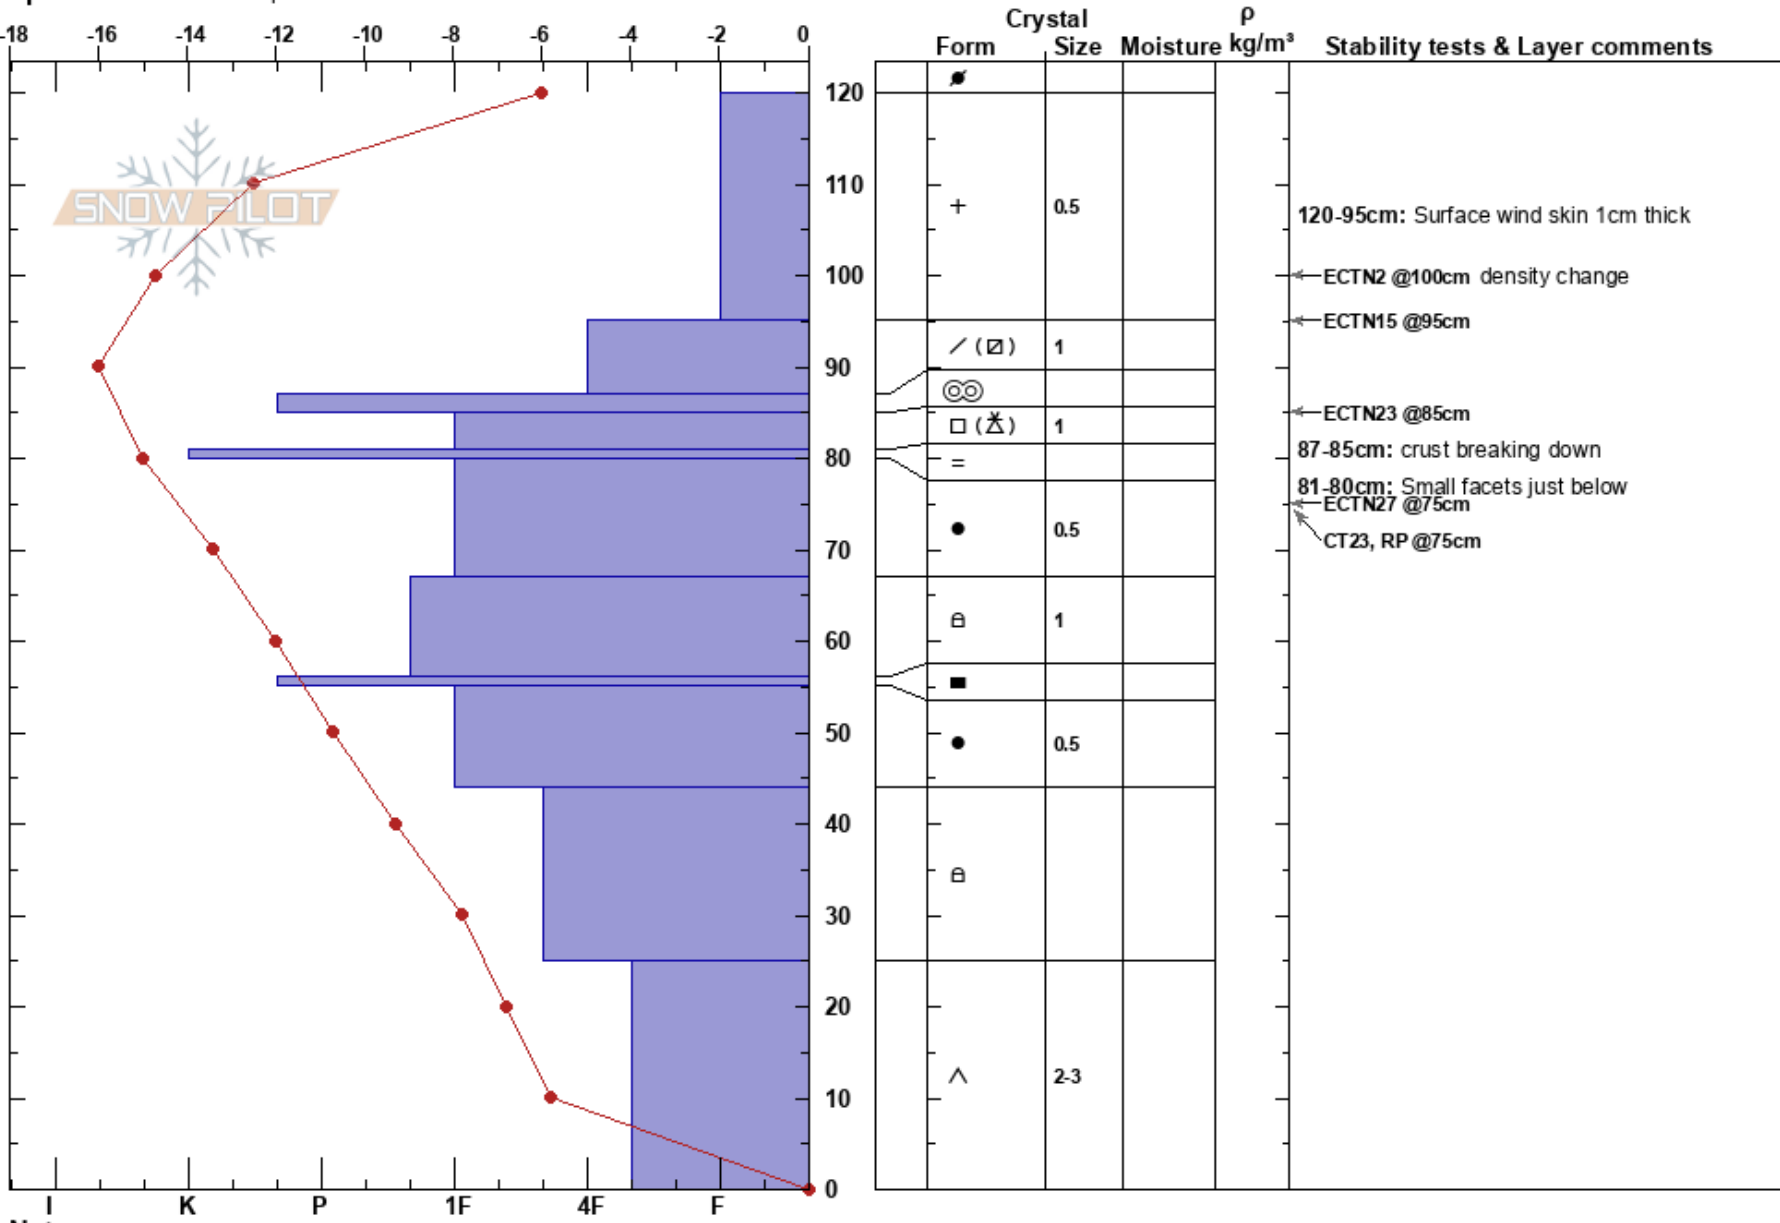 -18 -16 -14 -12 -10 -8 -6 -4 -2 0
Crystal
ρ
Form Size Moisture kg/m³ Stability tests & Layer comments
120
SNOW PILOT
110
+ 0.5
120-95cm: Surface wind skin 1cm thick
100
ECTN2 @100cm density change
ECTN15 @95cm
/ (☑) 1
90
ECTN23 @85cm
1
87-85cm: crust breaking down
80
=
81-80cm: Small facets just below
ECTN27 @75cm
0.5
CT23, RP @75cm
70
1
60
50
0.5
40
30
20
2-3
10
0
I K P 1F 4F F